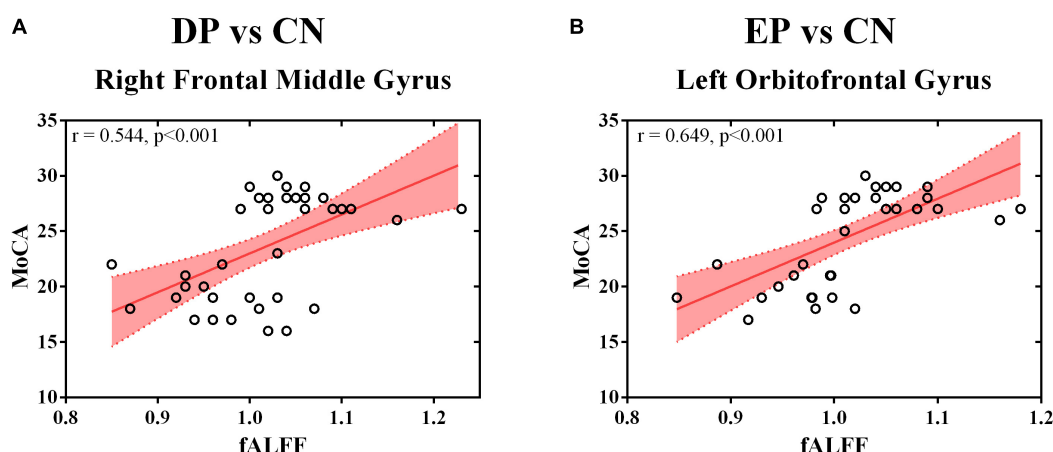 A
DP vs CN
Right Frontal Middle Gyrus
r = 0.544, p<0.001
35
30
25
20
15
10
MoCA
0.8 0.9 1.0 1.1 1.2
fALFF
B
EP vs CN
Left Orbitofrontal Gyrus
r = 0.649, p<0.001
35
30
25
20
15
10
MoCA
0.8 0.9 1.0 1.1 1.2
fALFF